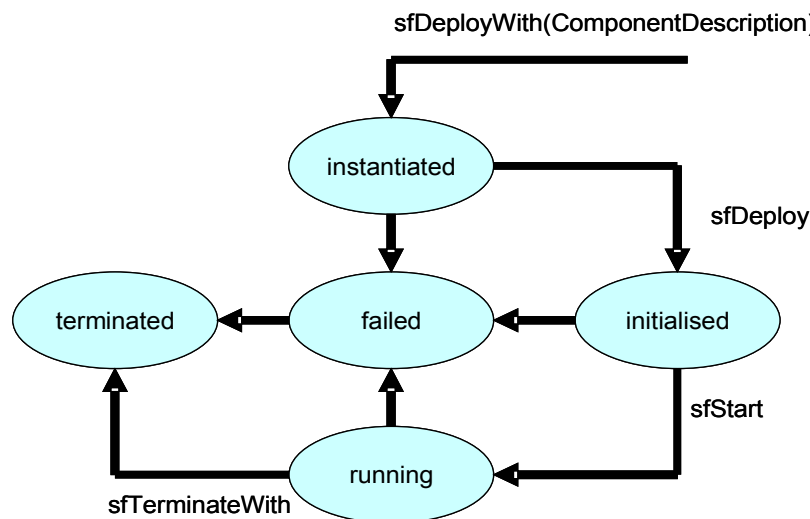 sfDeployWith(ComponentDescription)
instantiated
sfDeploy
terminated
failed
initialised
sfStart
running
sfTerminateWith